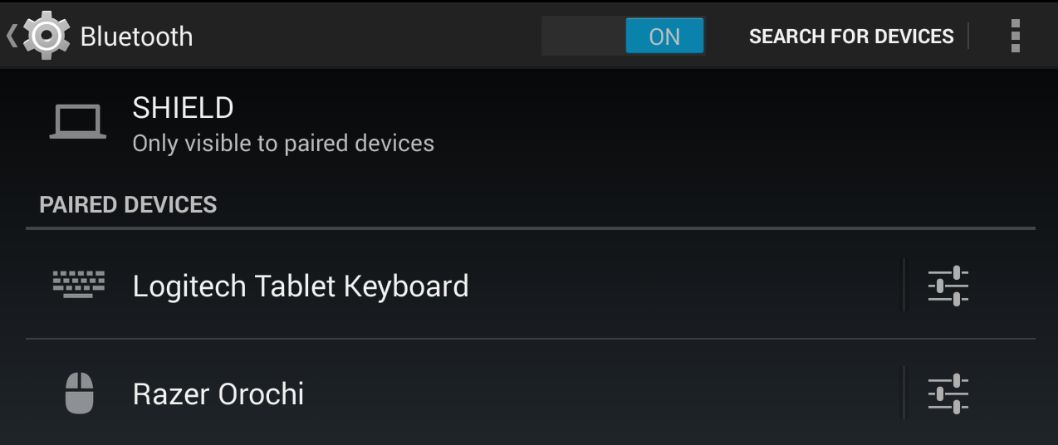 Bluetooth
ON
SEARCH FOR DEVICES
SHIELD
Only visible to paired devices
PAIRED DEVICES
Logitech Tablet Keyboard
Razer Orochi